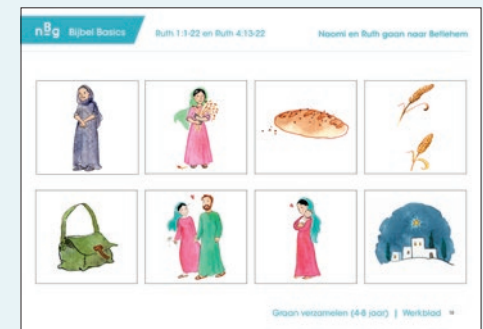 nBg Bijbel Basics
Ruth 1:1-22 en Ruth 4:13-22
Naomi en Ruth gaan naar Betlehem
Graan verzamelen (4-8 jaar) | Werkblad